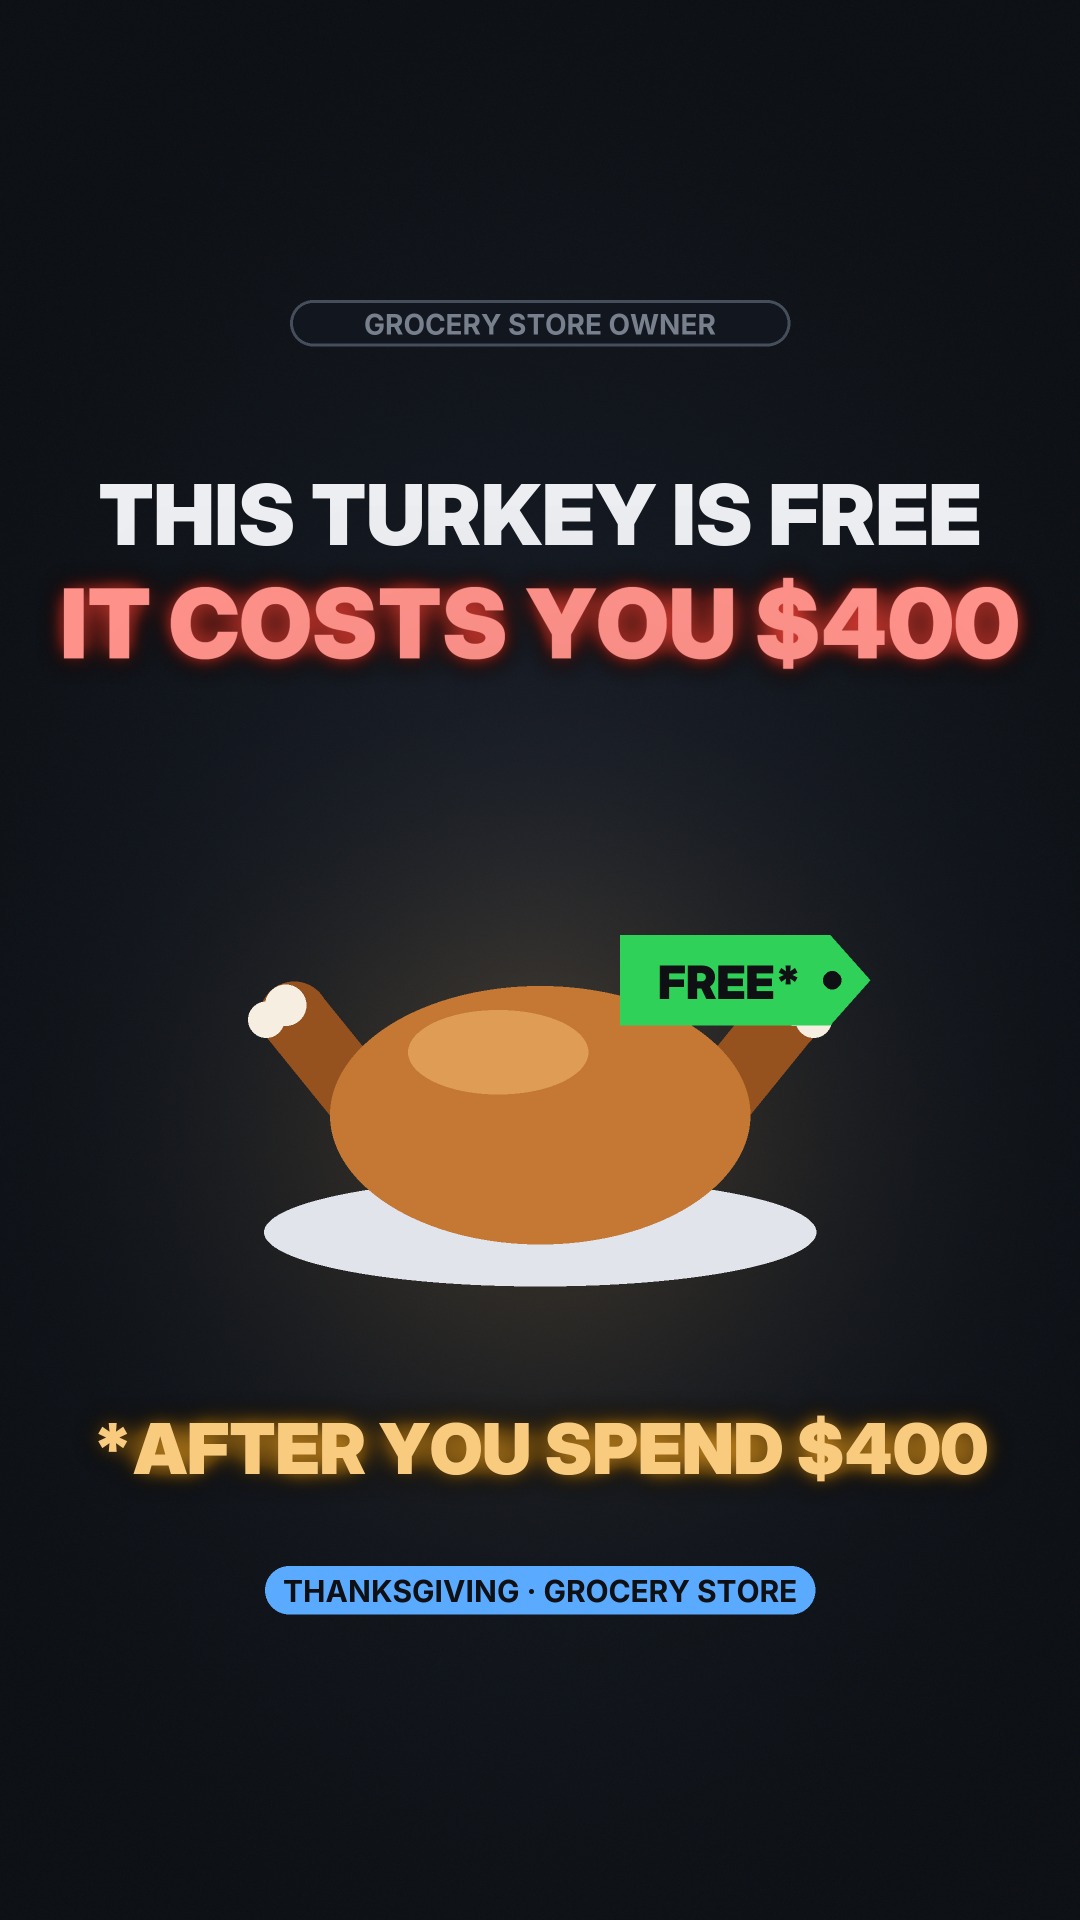 GROCERY STORE OWNER
THIS TURKEY IS FREE
IT COSTS YOU $400
FREE*
*AFTER YOU SPEND $400
THANKSGIVING · GROCERY STORE